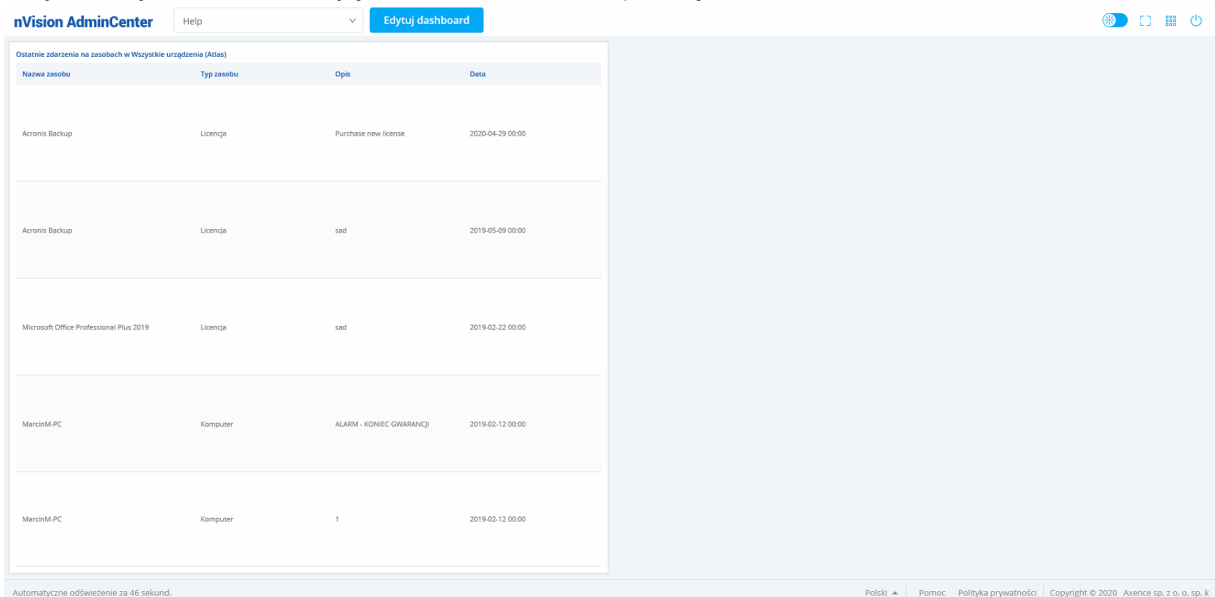 nVision AdminCenter Help Edytuj dashboard
Ostatnie zdarzenia na zasobach w Wszystkie urządzenia (Atlas)
Nazwa zasobu Typ zasobu Opis Data
Acronis Backup Licencja Purchase new license 2020-04-29 00:00
Acronis Backup Licencja sad 2019-05-09 00:00
Microsoft Office Professional Plus 2019 Licencja sad 2019-02-22 00:00
MarcinM-PC Komputer ALARM - KONIEC GWARANCJI 2019-02-12 00:00
MarcinM-PC Komputer 1 2019-02-12 00:00
Automatyczne odświeżenie za 46 sekund. Polski Pomoc Polityka prywatności Copyright © 2020 Axence sp. z o. o. sp. k